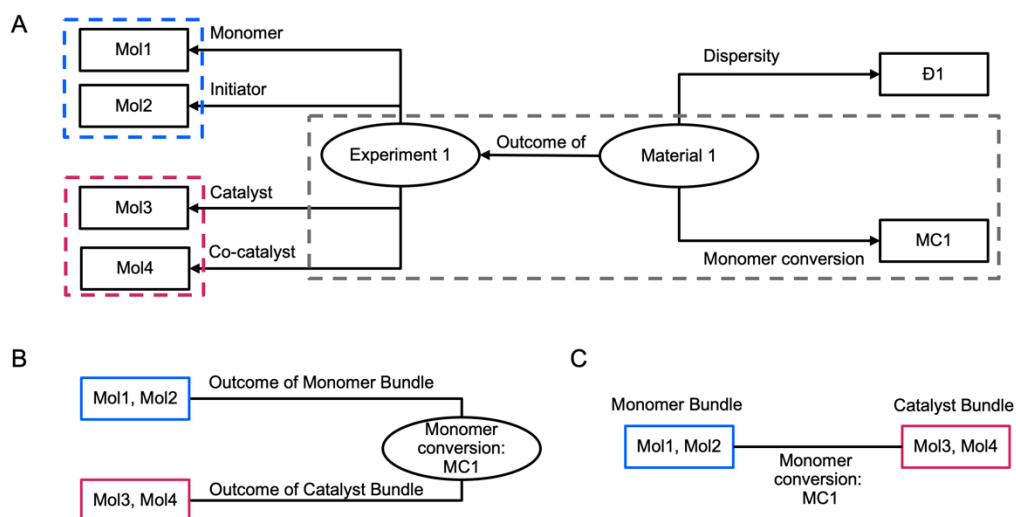 A
Mol1
Monomer
Mol2
Initiator
Dispersity
Đ1
Experiment 1
Outcome of
Material 1
Mol3
Catalyst
Mol4
Co-catalyst
MC1
Monomer conversion
B
Mol1, Mol2
Outcome of Monomer Bundle
Monomer
conversion:
MC1
Mol3, Mol4
Outcome of Catalyst Bundle
C
Monomer Bundle
Catalyst Bundle
Mol1, Mol2
Mol3, Mol4
Monomer
conversion:
MC1